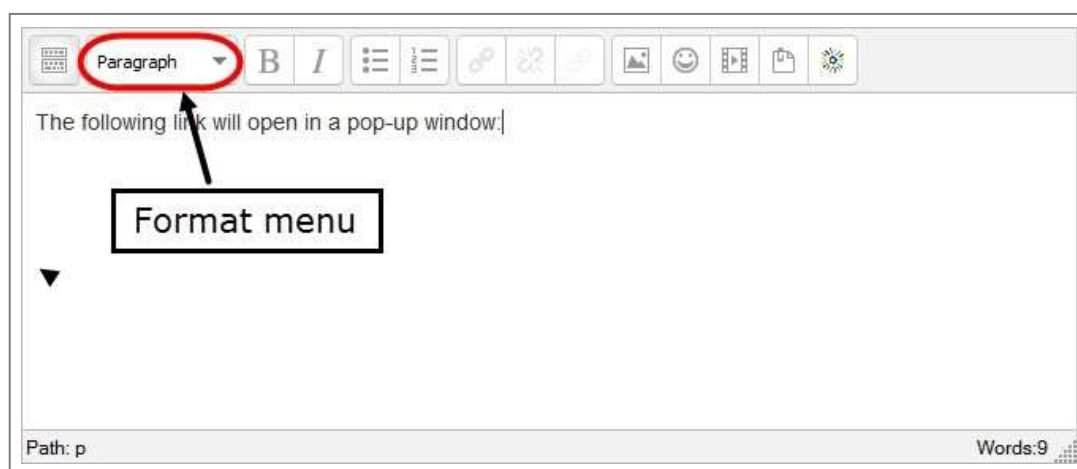 Paragraph B I
The following link will open in a pop-up window:
Format menu
Path: p Words:9